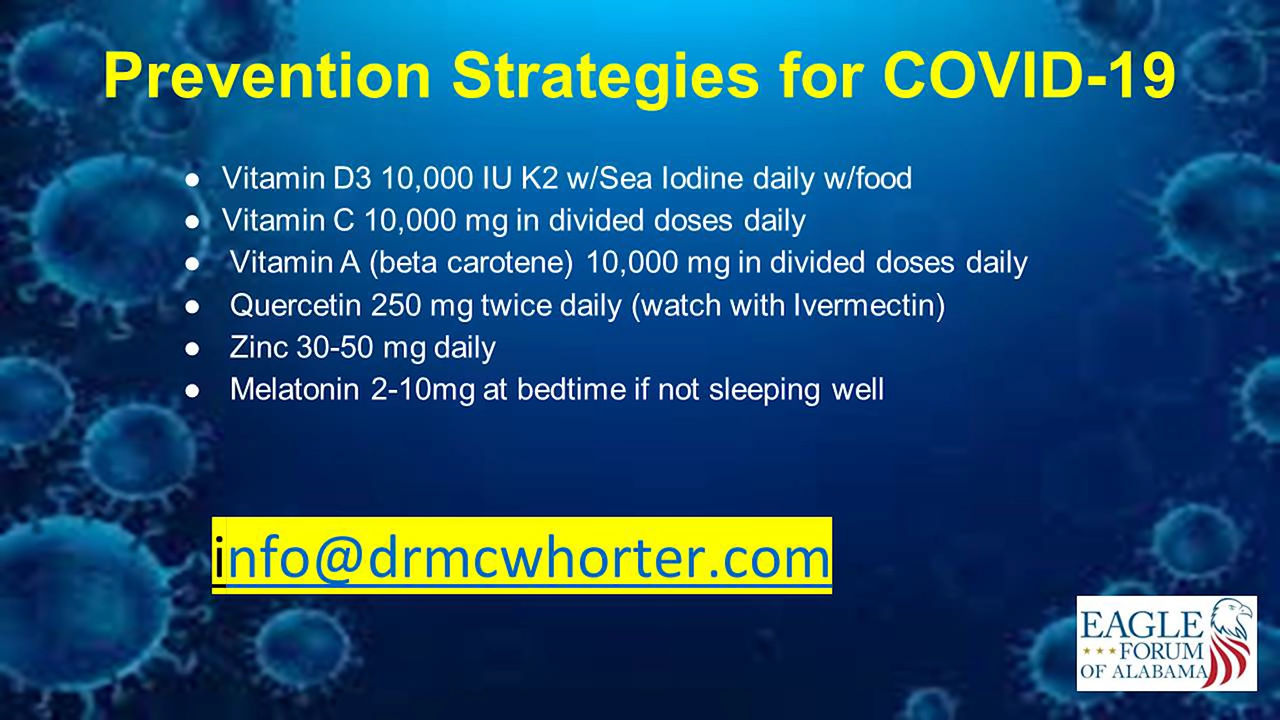 Prevention Strategies for COVID-19
● Vitamin D3 10,000 IU K2 w/Sea Iodine daily w/food
● Vitamin C 10,000 mg in divided doses daily
● Vitamin A (beta carotene) 10,000 mg in divided doses daily
● Quercetin 250 mg twice daily (watch with Ivermectin)
● Zinc 30-50 mg daily
● Melatonin 2-10mg at bedtime if not sleeping well
info@drmcwhorter.com
EAGLE
FORUM
OF ALABAMA